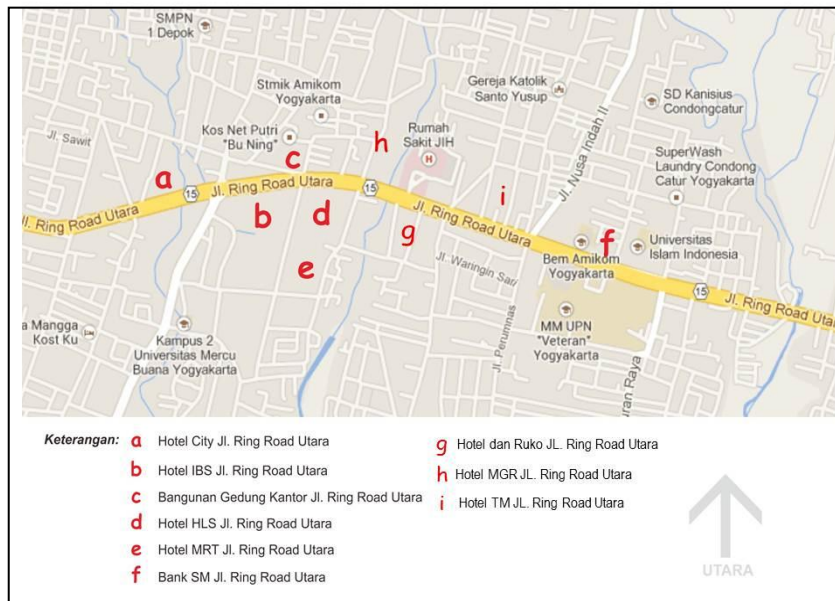 SMPN
1 Depok
Stmik Amikom
Yogyakarta
Gereja Katolik
Santo Yusup
SD Kanisius
Condongcatur
Jl. Nusa Indah II
Kos Net Putri
"Bu Ning"
h
Rumah
Sakit JIH
H
Jl. Sawit
SuperWash
Laundry Condong
Catur Yogyakarta
a
c
15
Jl. Ring Road Utara
15
i
Jl. Ring Road Utara
b
d
g
Jl. Ring Road Utara
f
e
Jl. Waringin Sari
Bem Amikom
Yogyakarta
Universitas
Islam Indonesia
15
Jl. Ring Road Utara
a Mangga
Kost Ku
Kampus 2
Universitas Mercu
Buana Yogyakarta
Jl. Perumnas
MM UPN
"Veteran"
Yogyakarta
uran Raya
Keterangan:
a Hotel City Jl. Ring Road Utara
b Hotel IBS Jl. Ring Road Utara
c Bangunan Gedung Kantor Jl. Ring Road Utara
d Hotel HLS Jl. Ring Road Utara
e Hotel MRT Jl. Ring Road Utara
f Bank SM Jl. Ring Road Utara
g Hotel dan Ruko JL. Ring Road Utara
h Hotel MGR JL. Ring Road Utara
i Hotel TM JL. Ring Road Utara
UTARA